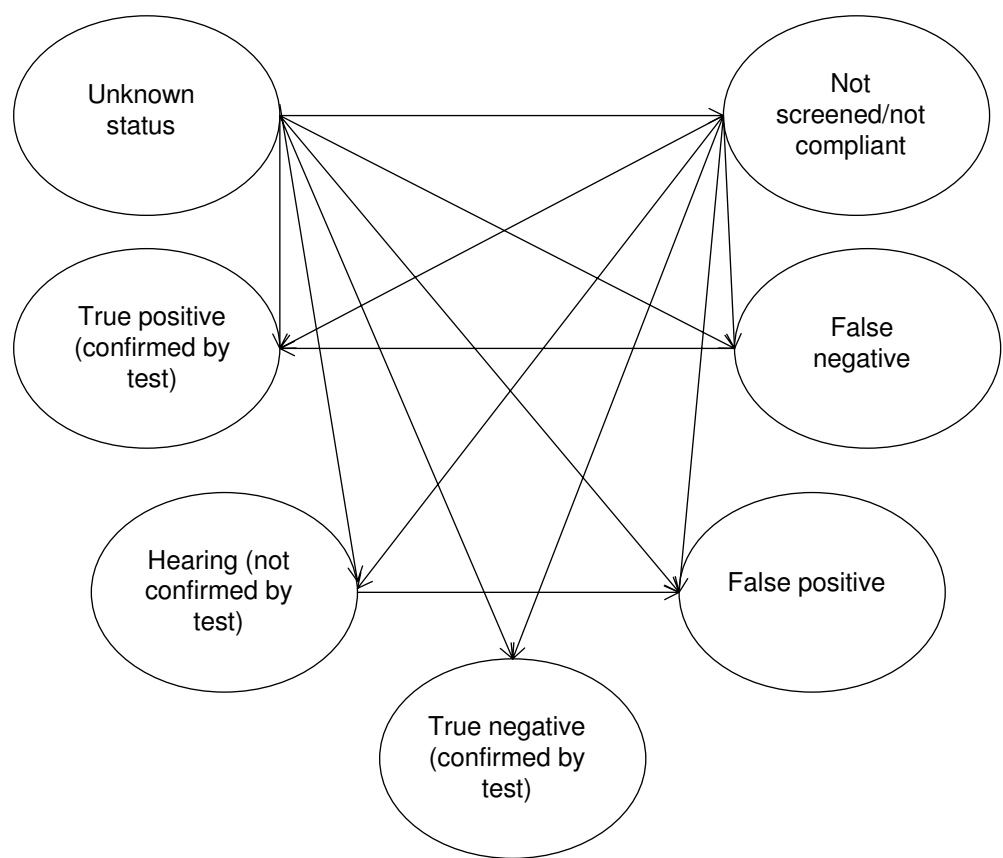 Unknown
status
Not
screened/not
compliant
True positive
(confirmed by
test)
False
negative
Hearing (not
confirmed by
test)
False positive
True negative
(confirmed by
test)